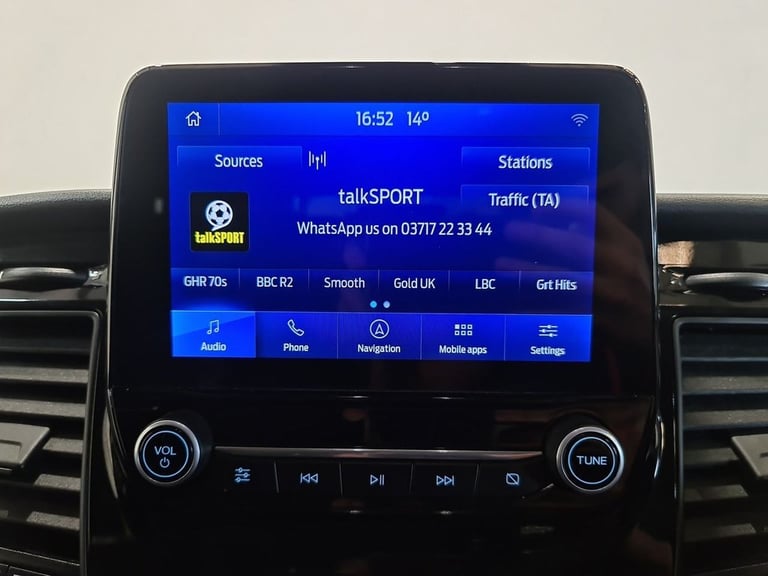 16:52 14º
Sources
Stations
talkSPORT
Traffic (TA)
talkSPORT
WhatsApp us on 03717 22 33 44
GHR 70s BBC R2 Smooth Gold UK LBC Grt Hits
Audio Phone Navigation Mobile apps Settings
VOL
TUNE